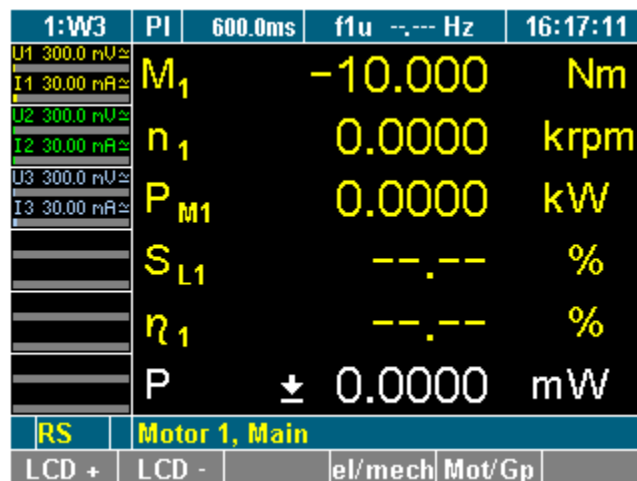 1:W3 PI 600.0ms f1u --.--- Hz 16:17:11
U1 300.0 mV≃
I1 30.00 mA≃
M1 -10.000 Nm
U2 300.0 mV≃
I2 30.00 mA≃
n1 0.0000 krpm
U3 300.0 mV≃
I3 30.00 mA≃
PM1 0.0000 kW
SL1 --.-- %
η1 --.-- %
P 0.0000 mW
RS Motor 1, Main
LCD + LCD - el/mech Mot/Gp